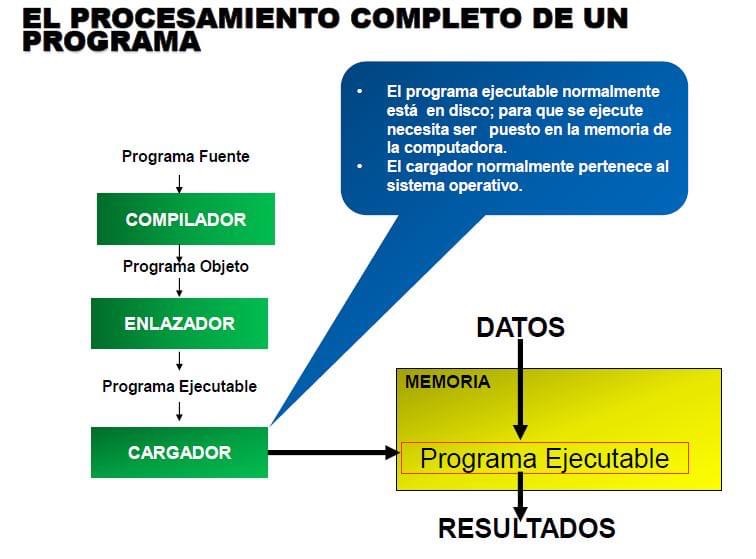 EL PROCESAMIENTO COMPLETO DE UN
PROGRAMA
• El programa ejecutable normalmente
está en disco; para que se ejecute
necesita ser puesto en la memoria de
la computadora.
• El cargador normalmente pertenece al
sistema operativo.
Programa Fuente
COMPILADOR
Programa Objeto
ENLAZADOR
Programa Ejecutable
CARGADOR
DATOS
MEMORIA
Programa Ejecutable
RESULTADOS